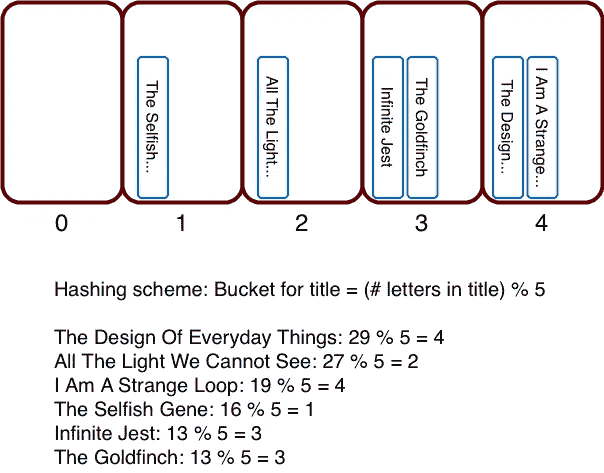 The Selfish...
All The Light...
Infinite Jest
The Goldfinch
The Design...
I Am A Strange...
0 1 2 3 4
Hashing scheme: Bucket for title = (# letters in title) % 5
The Design Of Everyday Things: 29 % 5 = 4
All The Light We Cannot See: 27 % 5 = 2
I Am A Strange Loop: 19 % 5 = 4
The Selfish Gene: 16 % 5 = 1
Infinite Jest: 13 % 5 = 3
The Goldfinch: 13 % 5 = 3